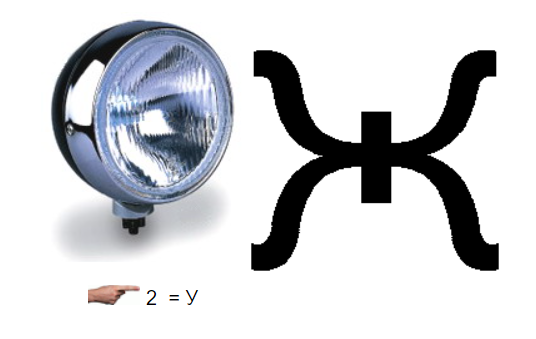 Ж
2 = У